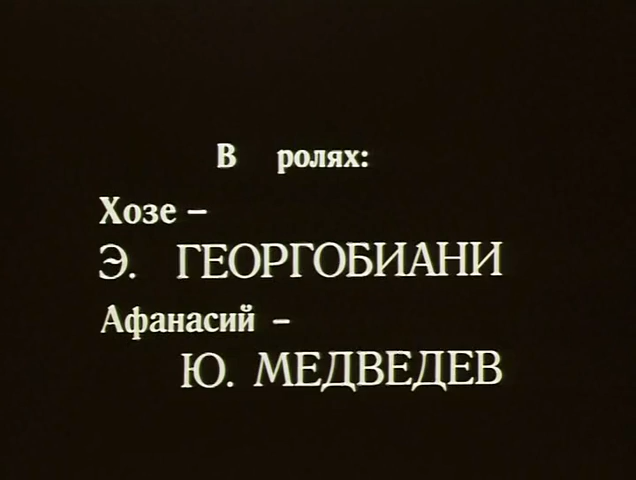 В ролях:
Хозе –
Э. ГЕОРГОБИАНИ
Афанасий –
Ю. МЕДВЕДЕВ